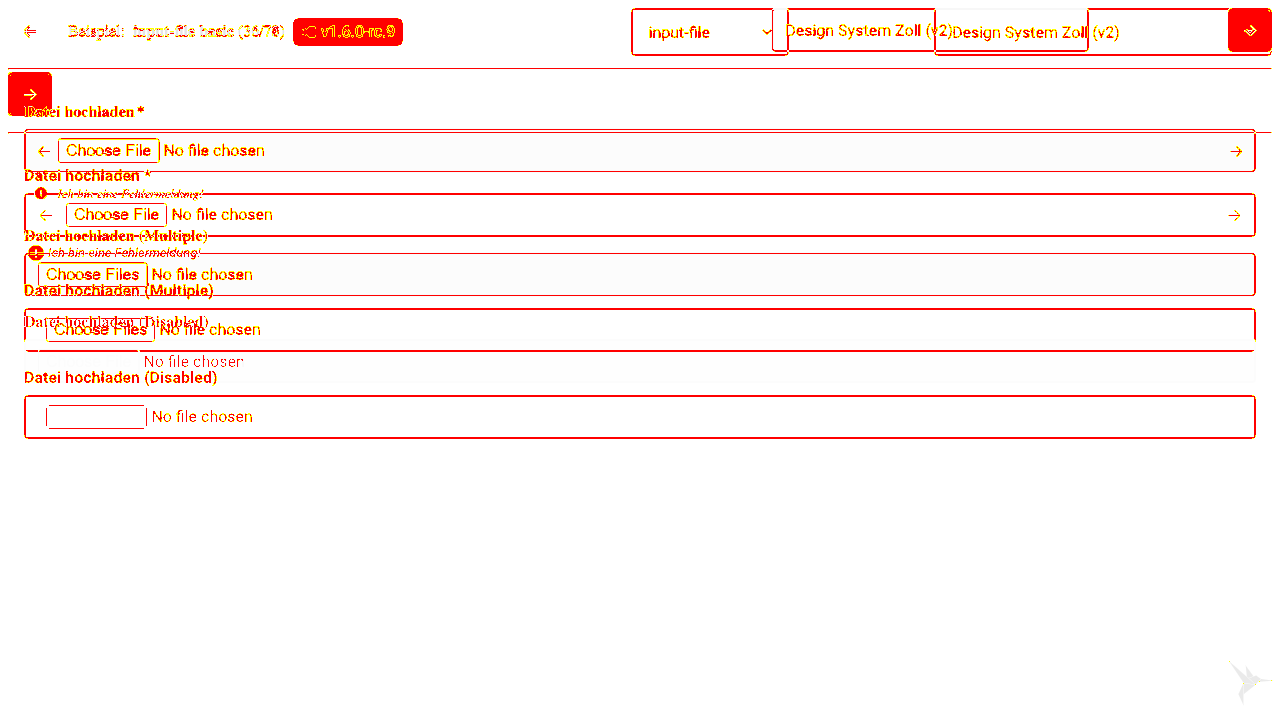 Beispiel: input-file basic (36/70) v1.6.0-rc.9 input-file Design System Zoll (v2) Design System Zoll (v2)
Datei hochladen *
Choose File No file chosen
Datei hochladen *
Ich bin eine Fehlermeldung!
Choose File No file chosen
Datei hochladen (Multiple)
Ich bin eine Fehlermeldung!
Choose Files No file chosen
Datei hochladen (Multiple)
Datei hochladen (Disabled)
Choose Files No file chosen
No file chosen
Datei hochladen (Disabled)
No file chosen